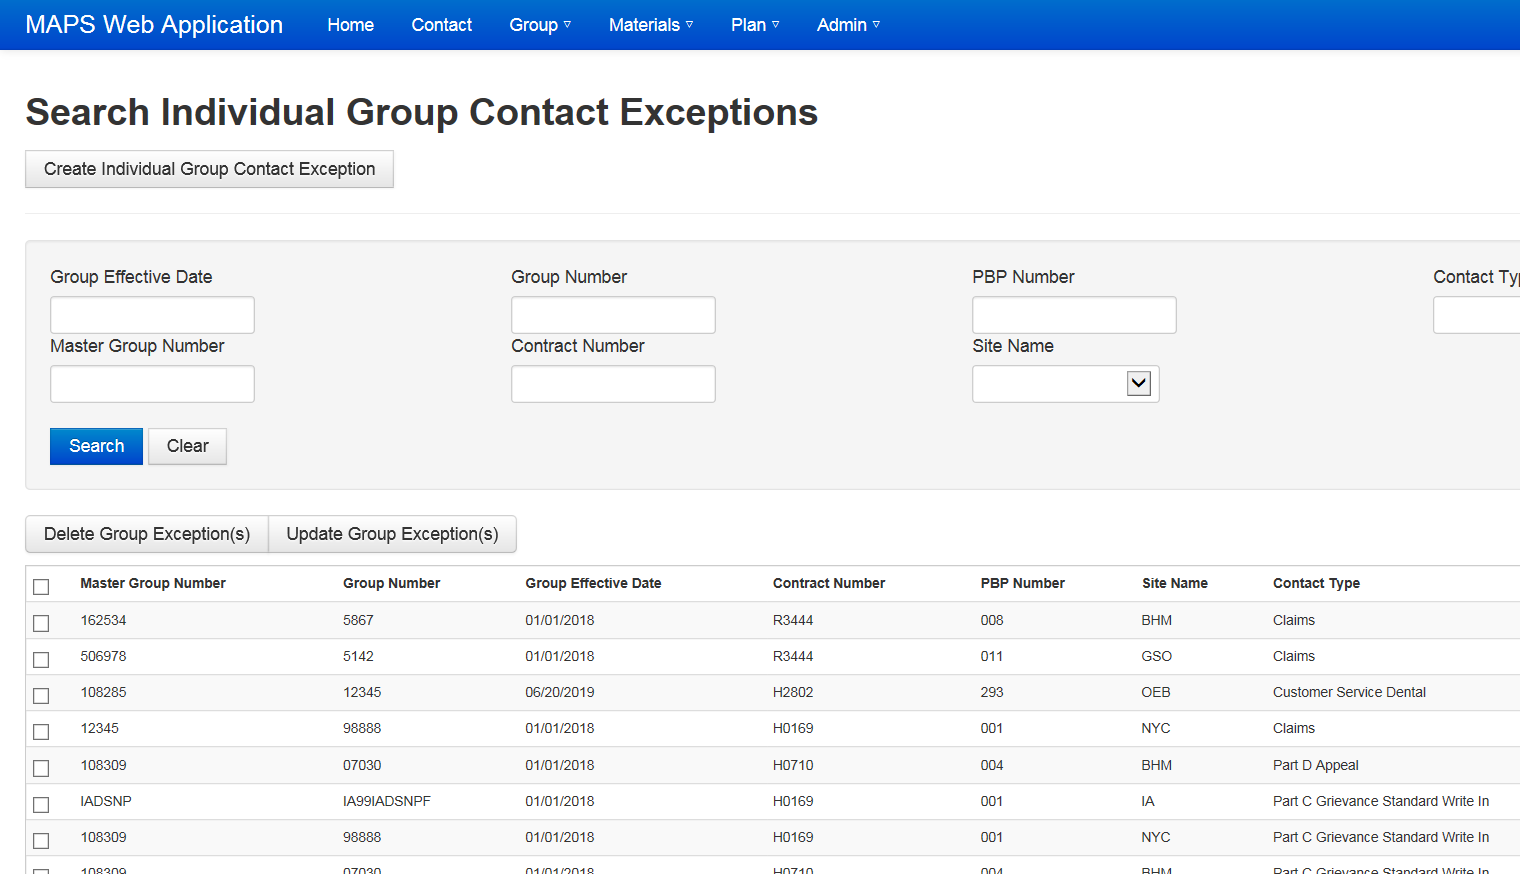 MAPS Web Application Home Contact Group Materials Plan Admin
Search Individual Group Contact Exceptions
Create Individual Group Contact Exception
Group Effective Date Group Number PBP Number Contact Typ
Master Group Number Contract Number Site Name
Search Clear
Delete Group Exception(s) Update Group Exception(s)
Master Group Number Group Number Group Effective Date Contract Number PBP Number Site Name Contact Type
162534 5867 01/01/2018 R3444 008 BHM Claims
506978 5142 01/01/2018 R3444 011 GSO Claims
108285 12345 06/20/2019 H2802 293 OEB Customer Service Dental
12345 98888 01/01/2018 H0169 001 NYC Claims
108309 07030 01/01/2018 H0710 004 BHM Part D Appeal
IADSNP IA99IADSNPF 01/01/2018 H0169 001 IA Part C Grievance Standard Write In
108309 98888 01/01/2018 H0169 001 NYC Part C Grievance Standard Write In
108309 07030 01/01/2018 H0710 004 BHM Part C Grievance Standard Write In